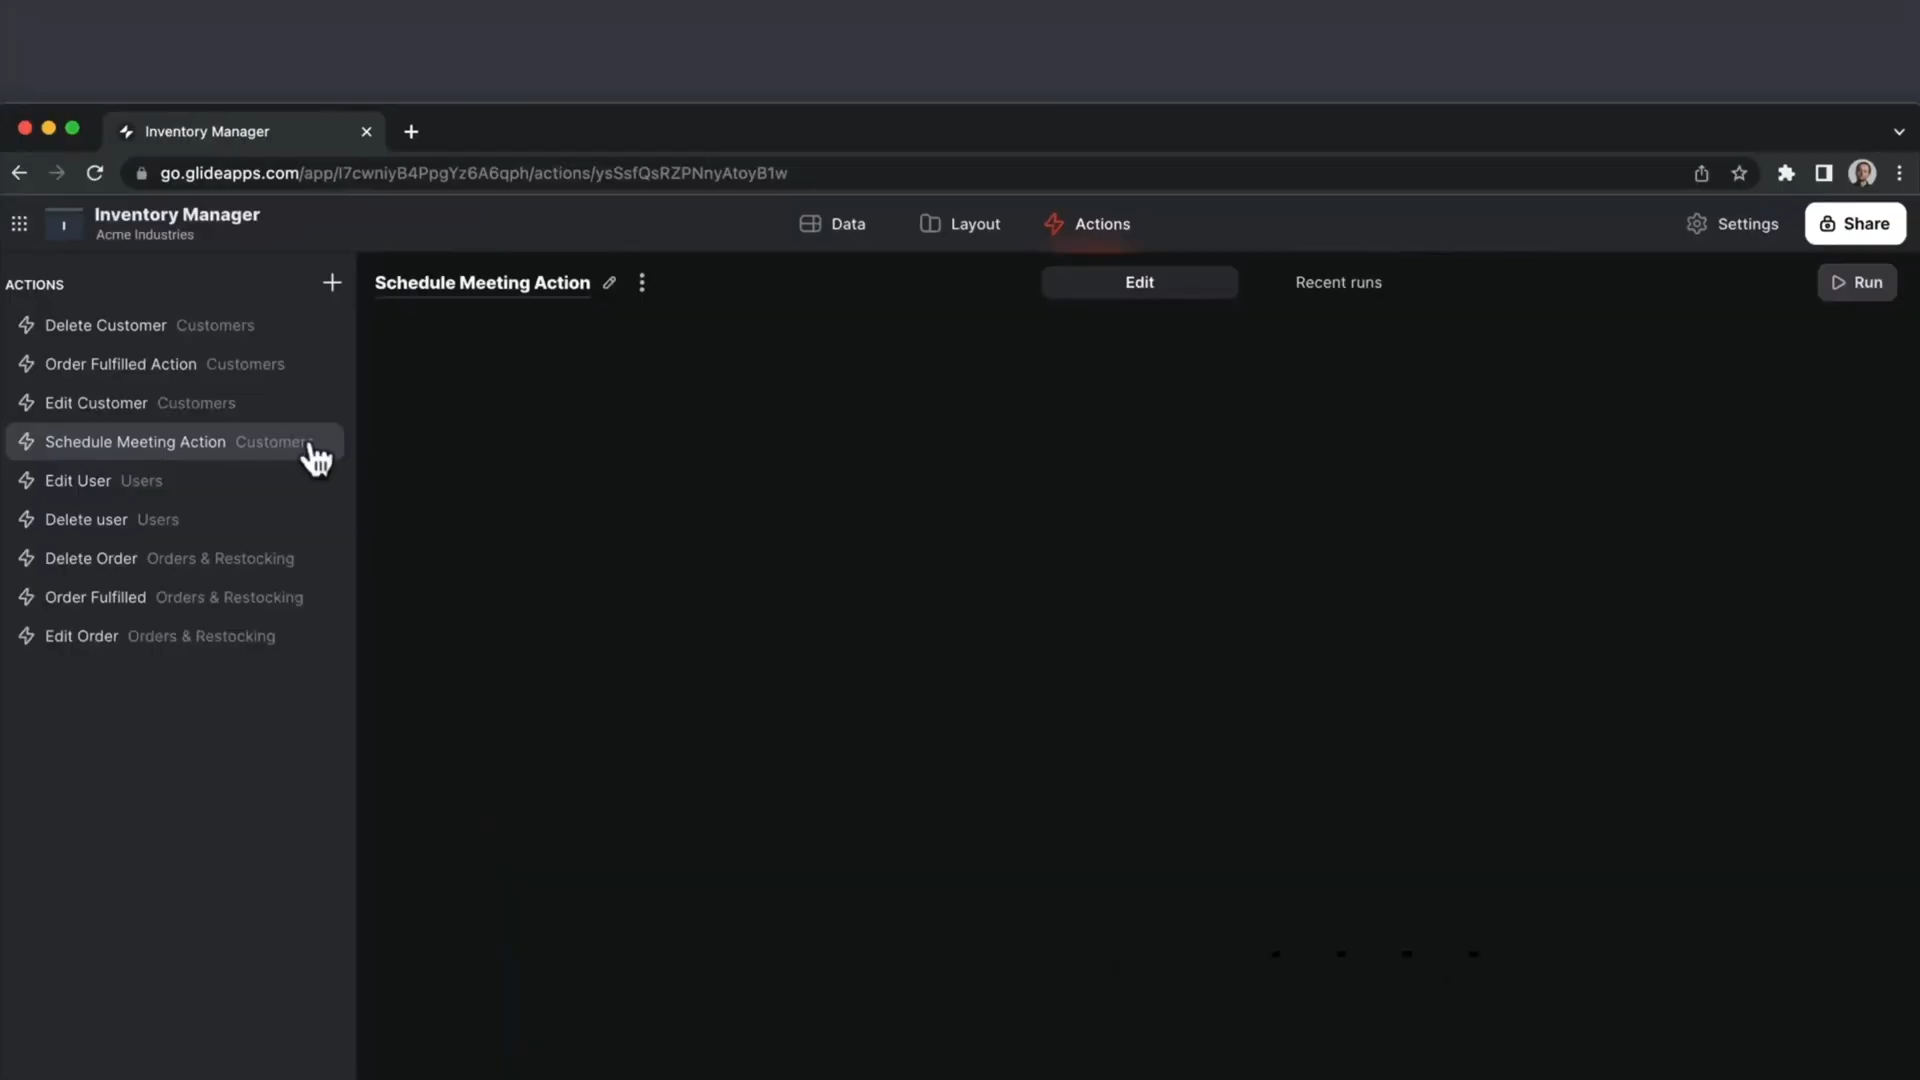 Inventory Manager
go.glideapps.com/app/I7cwniyB4PpgYz6A6qph/actions/ysSsfQsRZPNnyAtoyB1w
I
Inventory Manager
Acme Industries
Data
Layout
Actions
Settings
Share
ACTIONS
Schedule Meeting Action
Edit
Recent runs
Run
Delete Customer Customers
Order Fulfilled Action Customers
Edit Customer Customers
Schedule Meeting Action Customers
Edit User Users
Delete user Users
Delete Order Orders & Restocking
Order Fulfilled Orders & Restocking
Edit Order Orders & Restocking